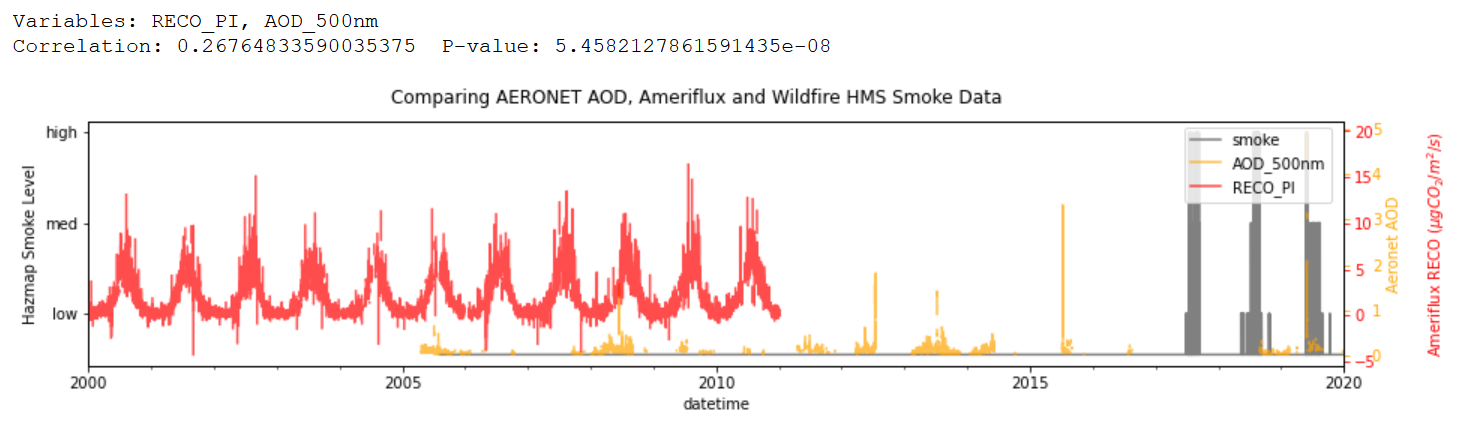 Variables: RECO_PI, AOD_500nm
Correlation: 0.26764833590035375  P-value: 5.4582127861591435e-08
Comparing AERONET AOD, Ameriflux and Wildfire HMS Smoke Data
Hazmap Smoke Level
high
med
low
smoke
AOD_500nm
RECO_PI
20
15
10
5
0
−5
5
4
3
2
1
0
Aeronet AOD
Ameriflux RECO (μgCO₂/m²/s)
2000
2005
2010
2015
2020
datetime